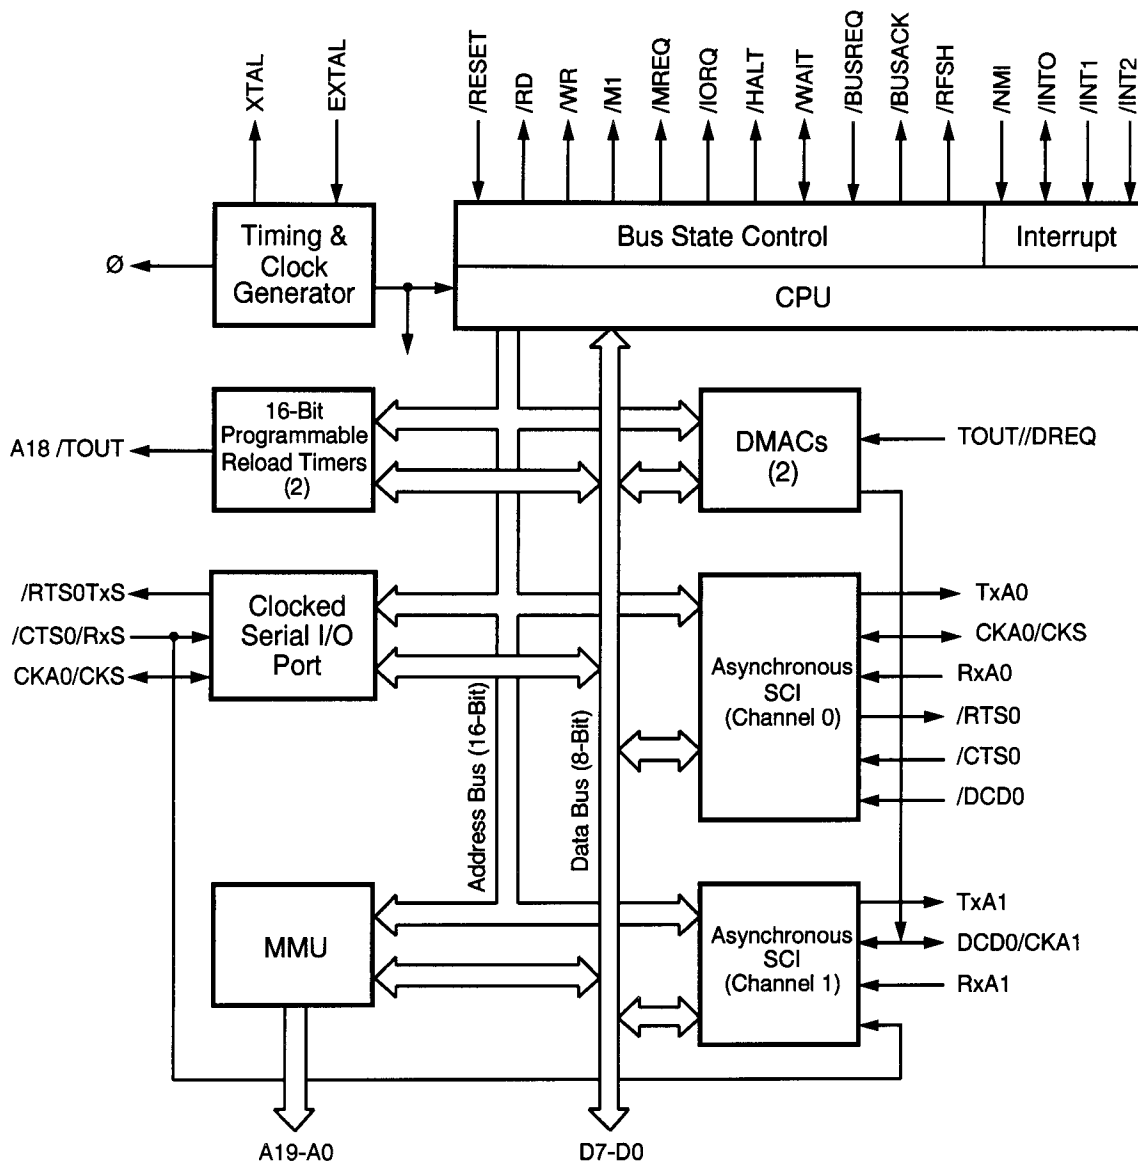 XTAL
EXTAL
/RESET
/RD
/WR
/M1
/MREQ
/IORQ
/HALT
/WAIT
/BUSREQ
/BUSACK
/RFSH
/NMI
/INTO
/INT1
/INT2
Timing &
Clock
Generator
Bus State Control
Interrupt
CPU
Ø
16-Bit
Programmable
Reload Timers
(2)
A18 /TOUT
DMACs
(2)
TOUT//DREQ
/RTS0TxS
/CTS0/RxS
CKA0/CKS
Clocked
Serial I/O
Port
Asynchronous
SCI
(Channel 0)
TxA0
CKA0/CKS
RxA0
/RTS0
/CTS0
/DCD0
Address Bus (16-Bit)
Data Bus (8-Bit)
MMU
Asynchronous
SCI
(Channel 1)
TxA1
DCD0/CKA1
RxA1
A19-A0
D7-D0